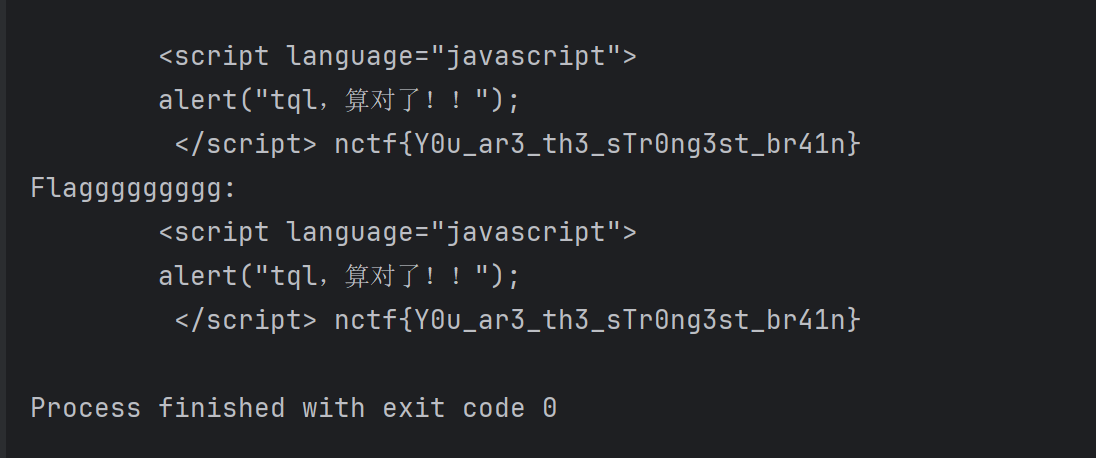 <script language="javascript">
alert("tql，算对了！！");
</script> nctf{Y0u_ar3_th3_sTr0ng3st_br41n}
Flaggggggggg:
<script language="javascript">
alert("tql，算对了！！");
</script> nctf{Y0u_ar3_th3_sTr0ng3st_br41n}
Process finished with exit code 0